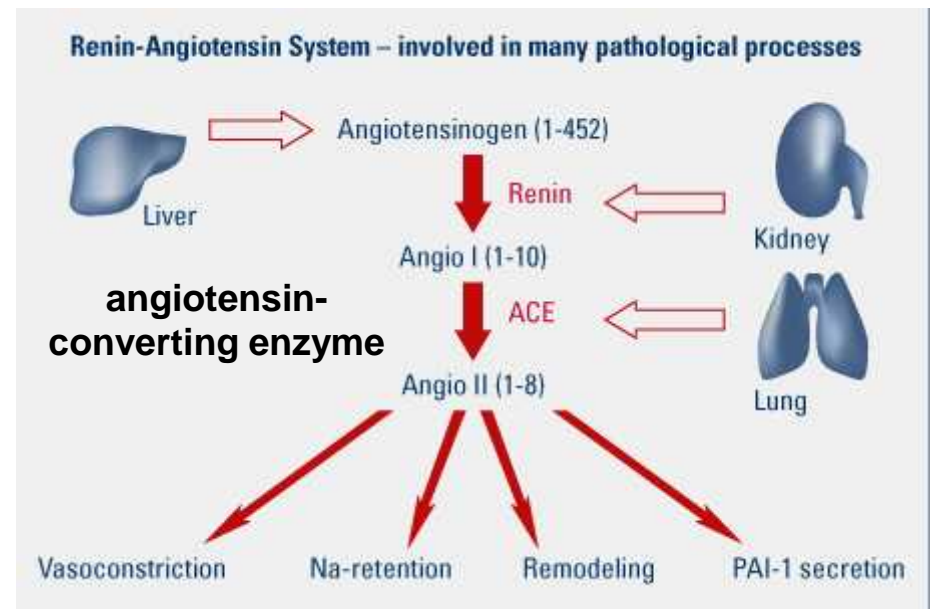 Renin-Angiotensin System – involved in many pathological processes
Angiotensinogen (1-452)
Liver
Renin
Kidney
Angio I (1-10)
angiotensin-
converting enzyme
ACE
Angio II (1-8)
Lung
Vasoconstriction
Na-retention
Remodeling
PAI-1 secretion